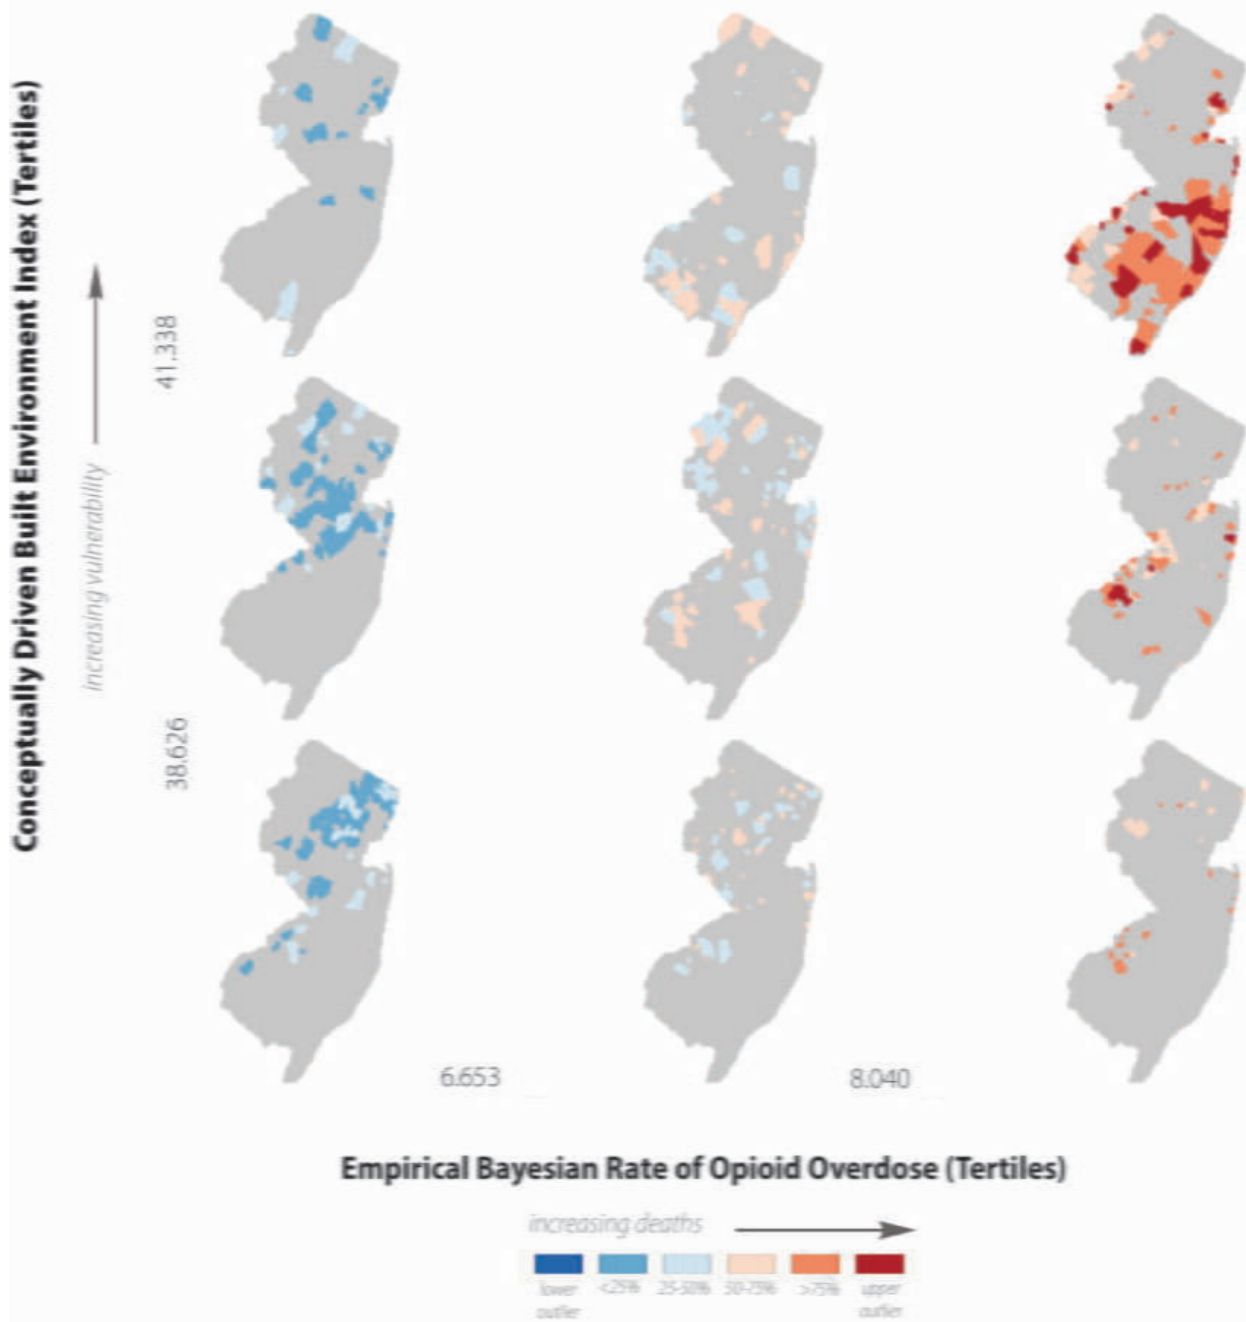 Conceptually Driven Built Environment Index (Tertiles)
increasing vulnerability
41.338
38.626
6.653
8.040
Empirical Bayesian Rate of Opioid Overdose (Tertiles)
increasing deaths
lower outlier
<25%
25-50%
50-75%
>75%
upper outlier